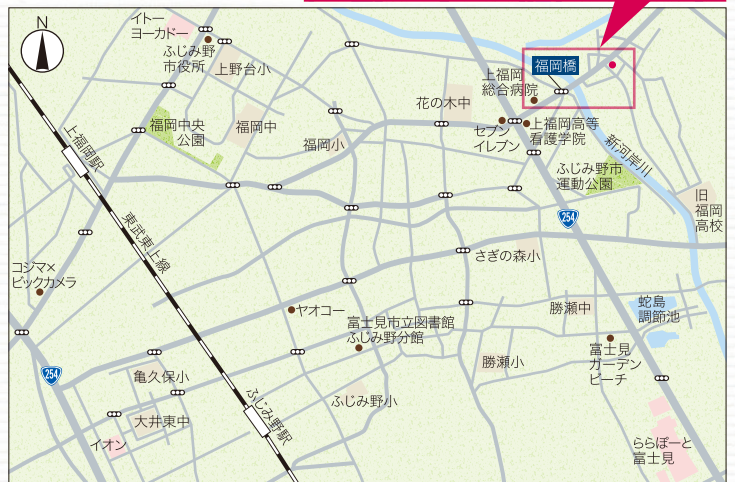 N
イトー
ヨーカドー
ふじみ野
市役所
上野台小
福岡橋
上福岡
総合病院
花の木中
福岡中央
公園
福岡中
福岡小
セブン
イレブン
上福岡高等
看護学院
新河岸川
上福岡駅
ふじみ野市
運動公園
旧
福岡
高校
254
東武東上線
さぎの森小
コジマ×
ビックカメラ
ヤオコー
勝瀬中
蛇島
調節池
富士見市立図書館
ふじみ野分館
富士見
ガーデン
ビーチ
勝瀬小
254
亀久保小
ふじみ野小
ふじみ野駅
大井東中
イオン
ららぽーと
富士見